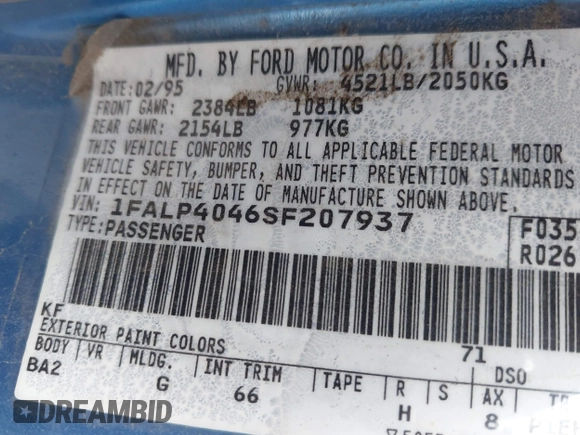 MFD. BY FORD MOTOR CO. IN U.S.A.
DATE: 02/95 GVWR: 4521LB/2050KG
FRONT GAWR: 2384LB 1081KG
REAR GAWR: 2154LB 977KG
THIS VEHICLE CONFORMS TO ALL APPLICABLE FEDERAL MOTOR
VEHICLE SAFETY, BUMPER, AND THEFT PREVENTION STANDARDS
IN EFFECT ON THE DATE OF MANUFACTURE SHOWN ABOVE.
VIN: 1FALP4046SF207937
TYPE: PASSENGER
F035
R026
KF
EXTERIOR PAINT COLORS 71 DSO
BODY VR MLDG. INT TRIM TAPE R S AX
BA2 G 66 H 8
DREAMBID